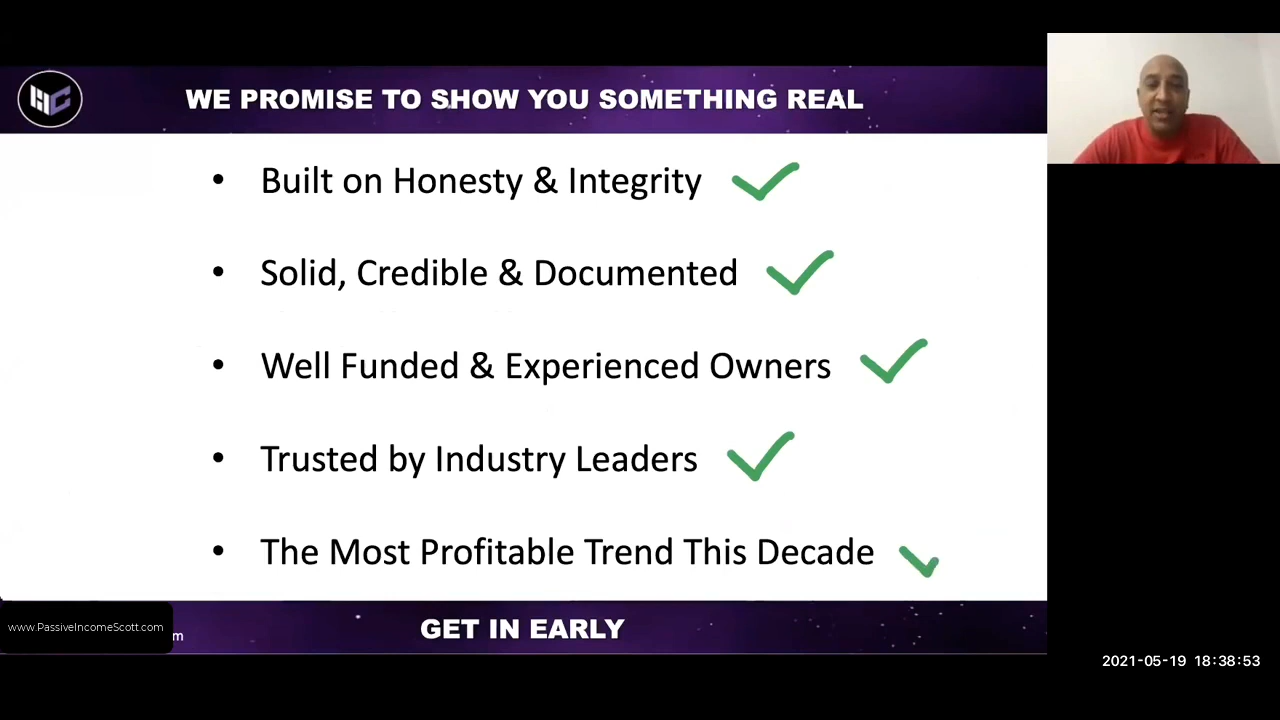 WE PROMISE TO SHOW YOU SOMETHING REAL
• Built on Honesty & Integrity
• Solid, Credible & Documented
• Well Funded & Experienced Owners
• Trusted by Industry Leaders
• The Most Profitable Trend This Decade
www.PassiveIncomeScott.com
m
GET IN EARLY
2021-05-19 18:38:53